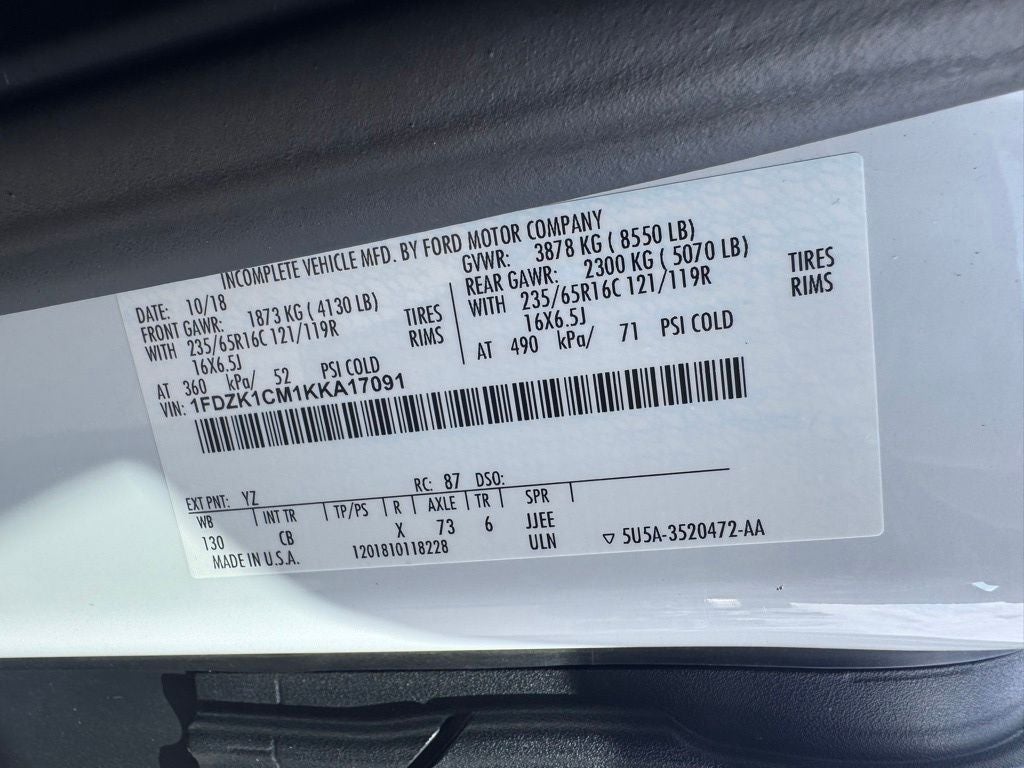 INCOMPLETE VEHICLE MFD. BY FORD MOTOR COMPANY
DATE: 10/18
GVWR: 3878 KG ( 8550 LB)
FRONT GAWR: 1873 KG ( 4130 LB)
WITH 235/65R16C 121/119R TIRES
16X6.5J RIMS
AT 360 kPa/ 52 PSI COLD
REAR GAWR: 2300 KG ( 5070 LB)
WITH 235/65R16C 121/119R TIRES
16X6.5J RIMS
AT 490 kPa/ 71 PSI COLD
VIN: 1FDZK1CM1KKA17091
EXT PNT: YZ RC: 87 DSO:
WB INT TR TP/PS R AXLE TR SPR
130 CB X 73 6 JJEE
MADE IN U.S.A. 1201810118228 ULN ▽ 5U5A-3520472-AA